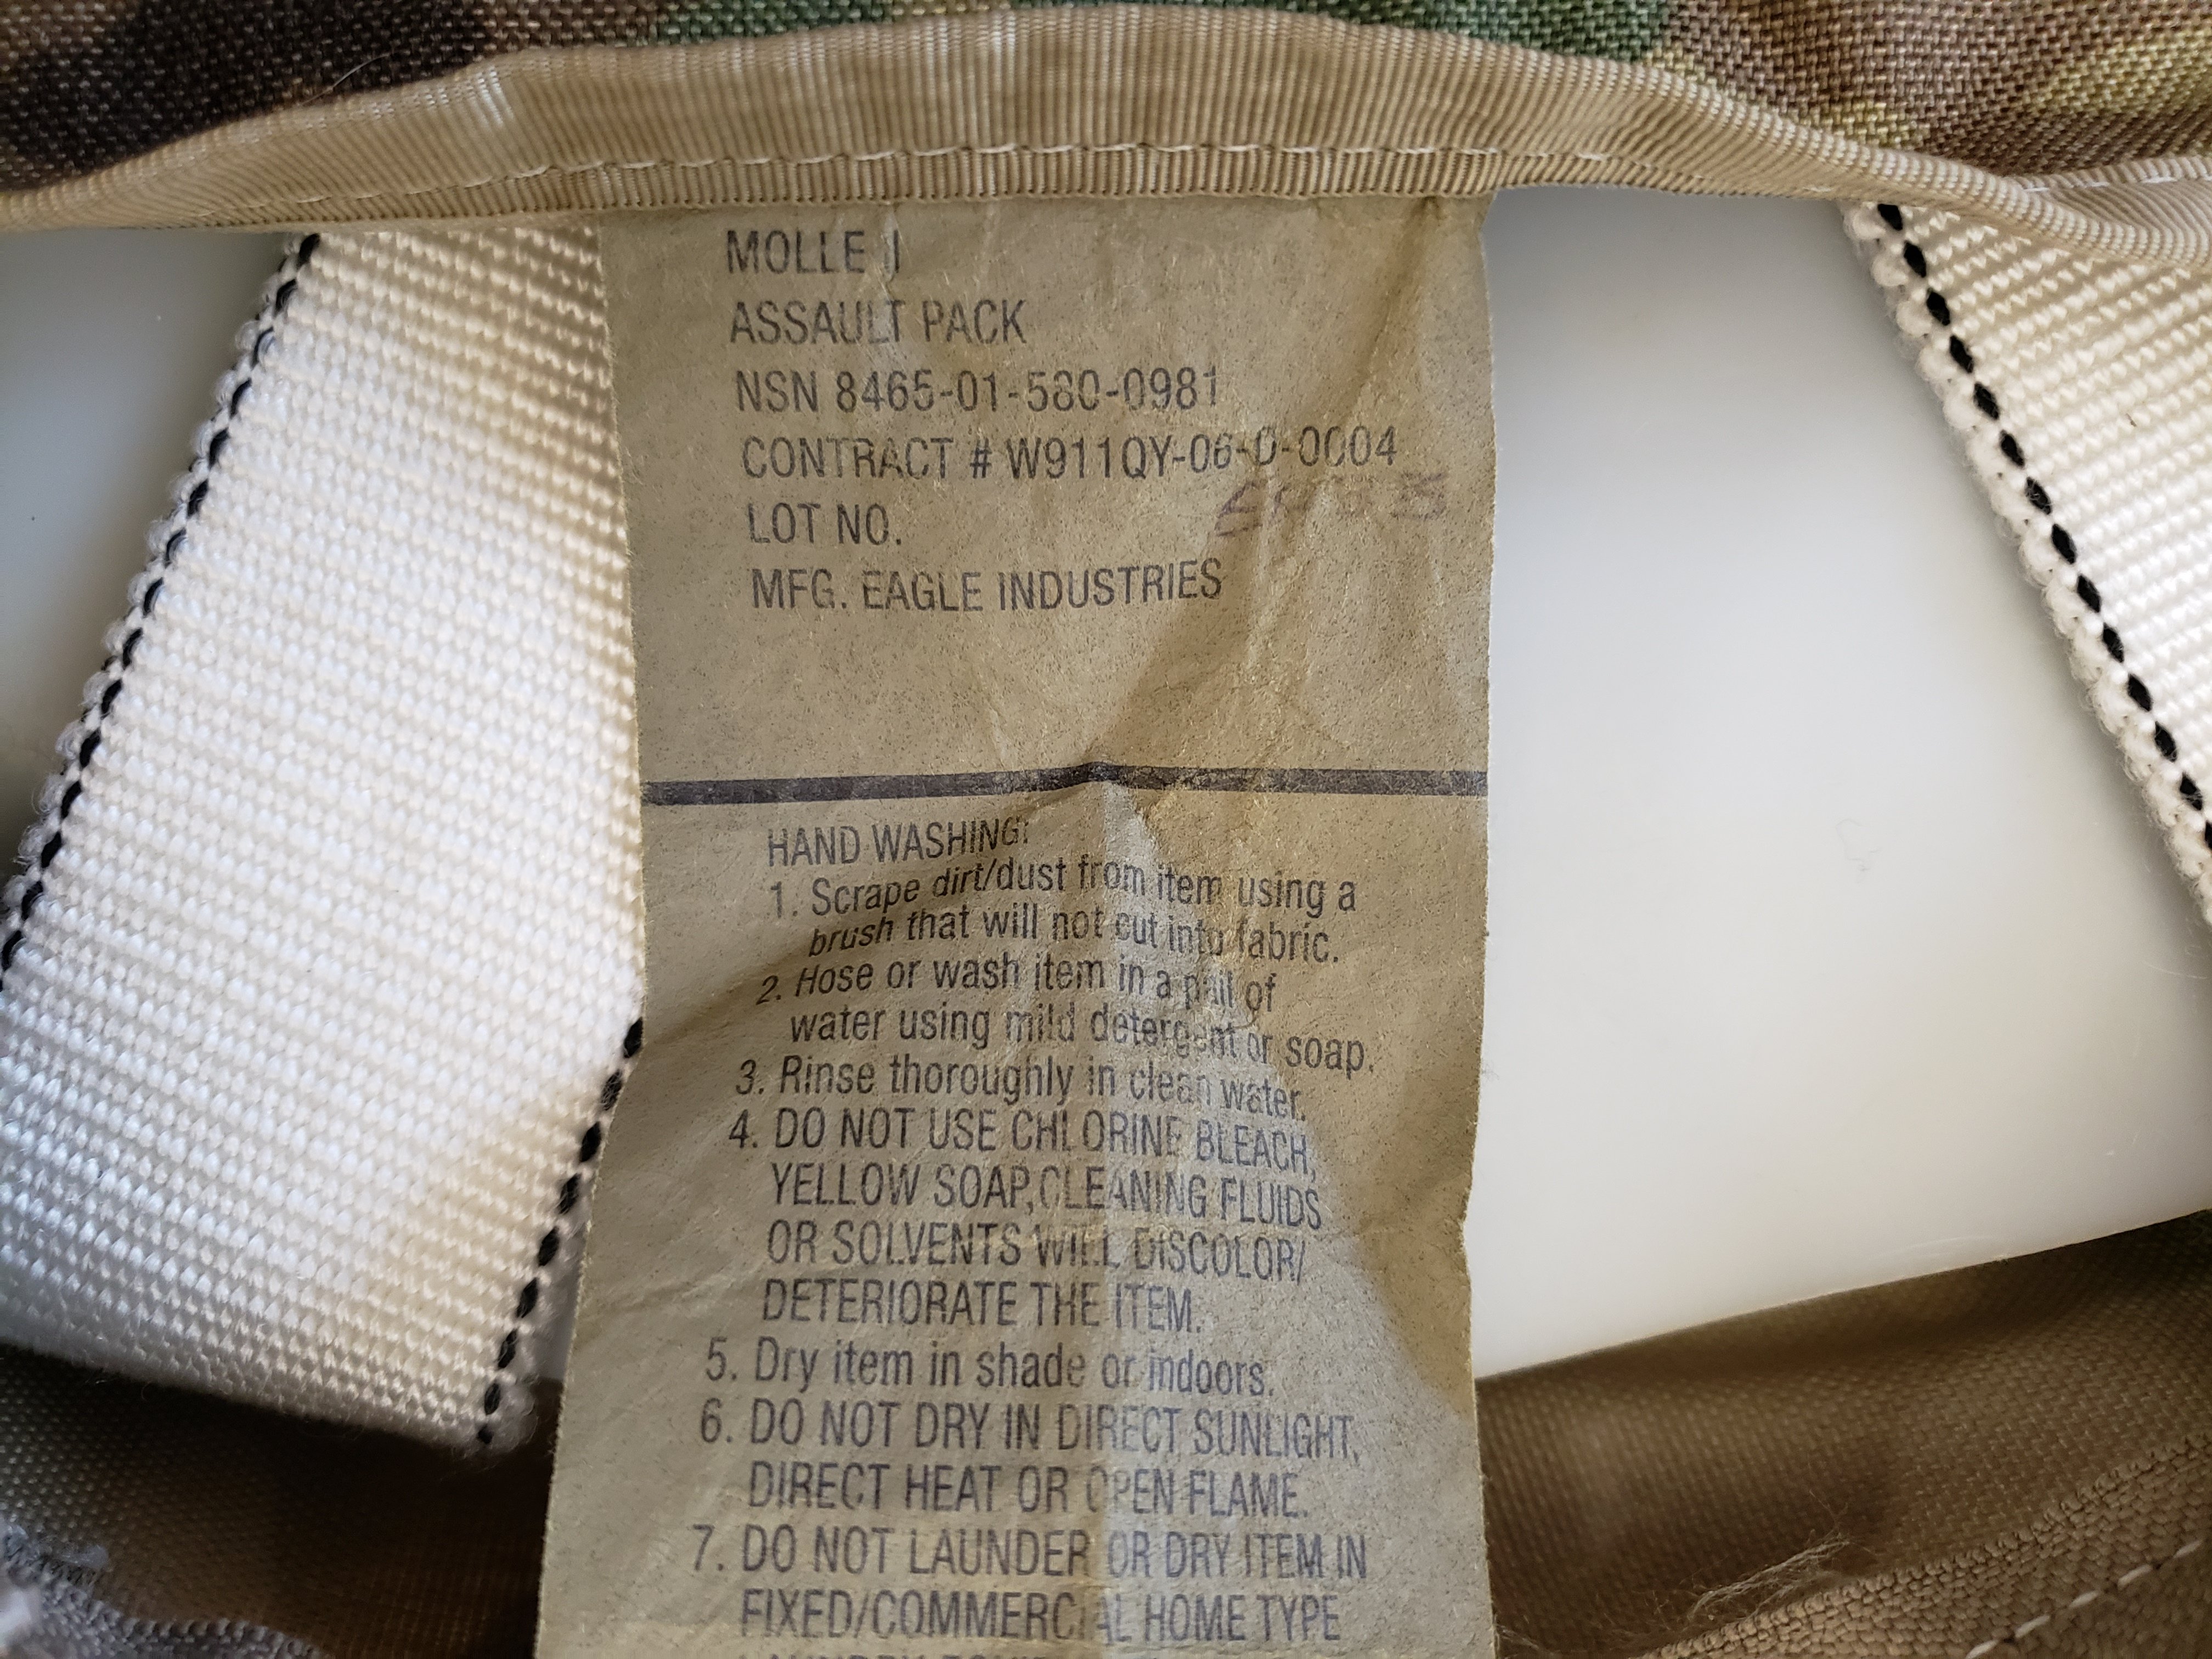 MOLLE II
ASSAULT PACK
NSN 8465-01-580-0981
CONTRACT # W911QY-06-D-0004
LOT NO.
MFG. EAGLE INDUSTRIES
HAND WASHING:
1. Scrape dirt/dust from item using a
brush that will not cut into fabric.
2. Hose or wash item in a pail of
water using mild detergent or soap.
3. Rinse thoroughly in clean water.
4. DO NOT USE CHLORINE BLEACH,
YELLOW SOAP,CLEANING FLUIDS
OR SOLVENTS WILL DISCOLOR/
DETERIORATE THE ITEM.
5. Dry item in shade or indoors.
6. DO NOT DRY IN DIRECT SUNLIGHT,
DIRECT HEAT OR OPEN FLAME.
7. DO NOT LAUNDER OR DRY ITEM IN
FIXED/COMMERCIAL HOME TYPE